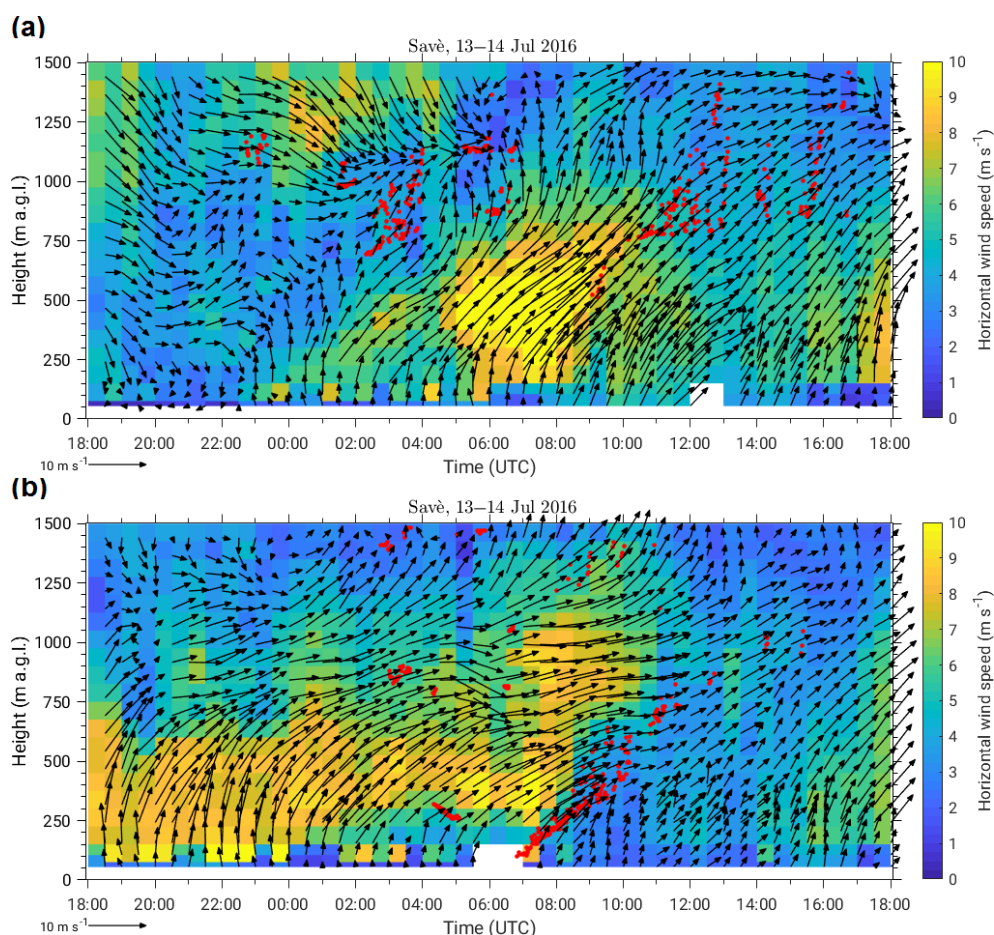 (a)
Savè, 13–14 Jul 2016
1500
1250
1000
750
500
250
0
Height (m a.g.l.)
18:00 20:00 22:00 00:00 02:00 04:00 06:00 08:00 10:00 12:00 14:00 16:00 18:00
Time (UTC)
10 m s⁻¹
10
9
8
7
6
5
4
3
2
1
0
Horizontal wind speed (m s⁻¹)
(b)
Savè, 13–14 Jul 2016
1500
1250
1000
750
500
250
0
Height (m a.g.l.)
18:00 20:00 22:00 00:00 02:00 04:00 06:00 08:00 10:00 12:00 14:00 16:00 18:00
Time (UTC)
10 m s⁻¹
10
9
8
7
6
5
4
3
2
1
0
Horizontal wind speed (m s⁻¹)